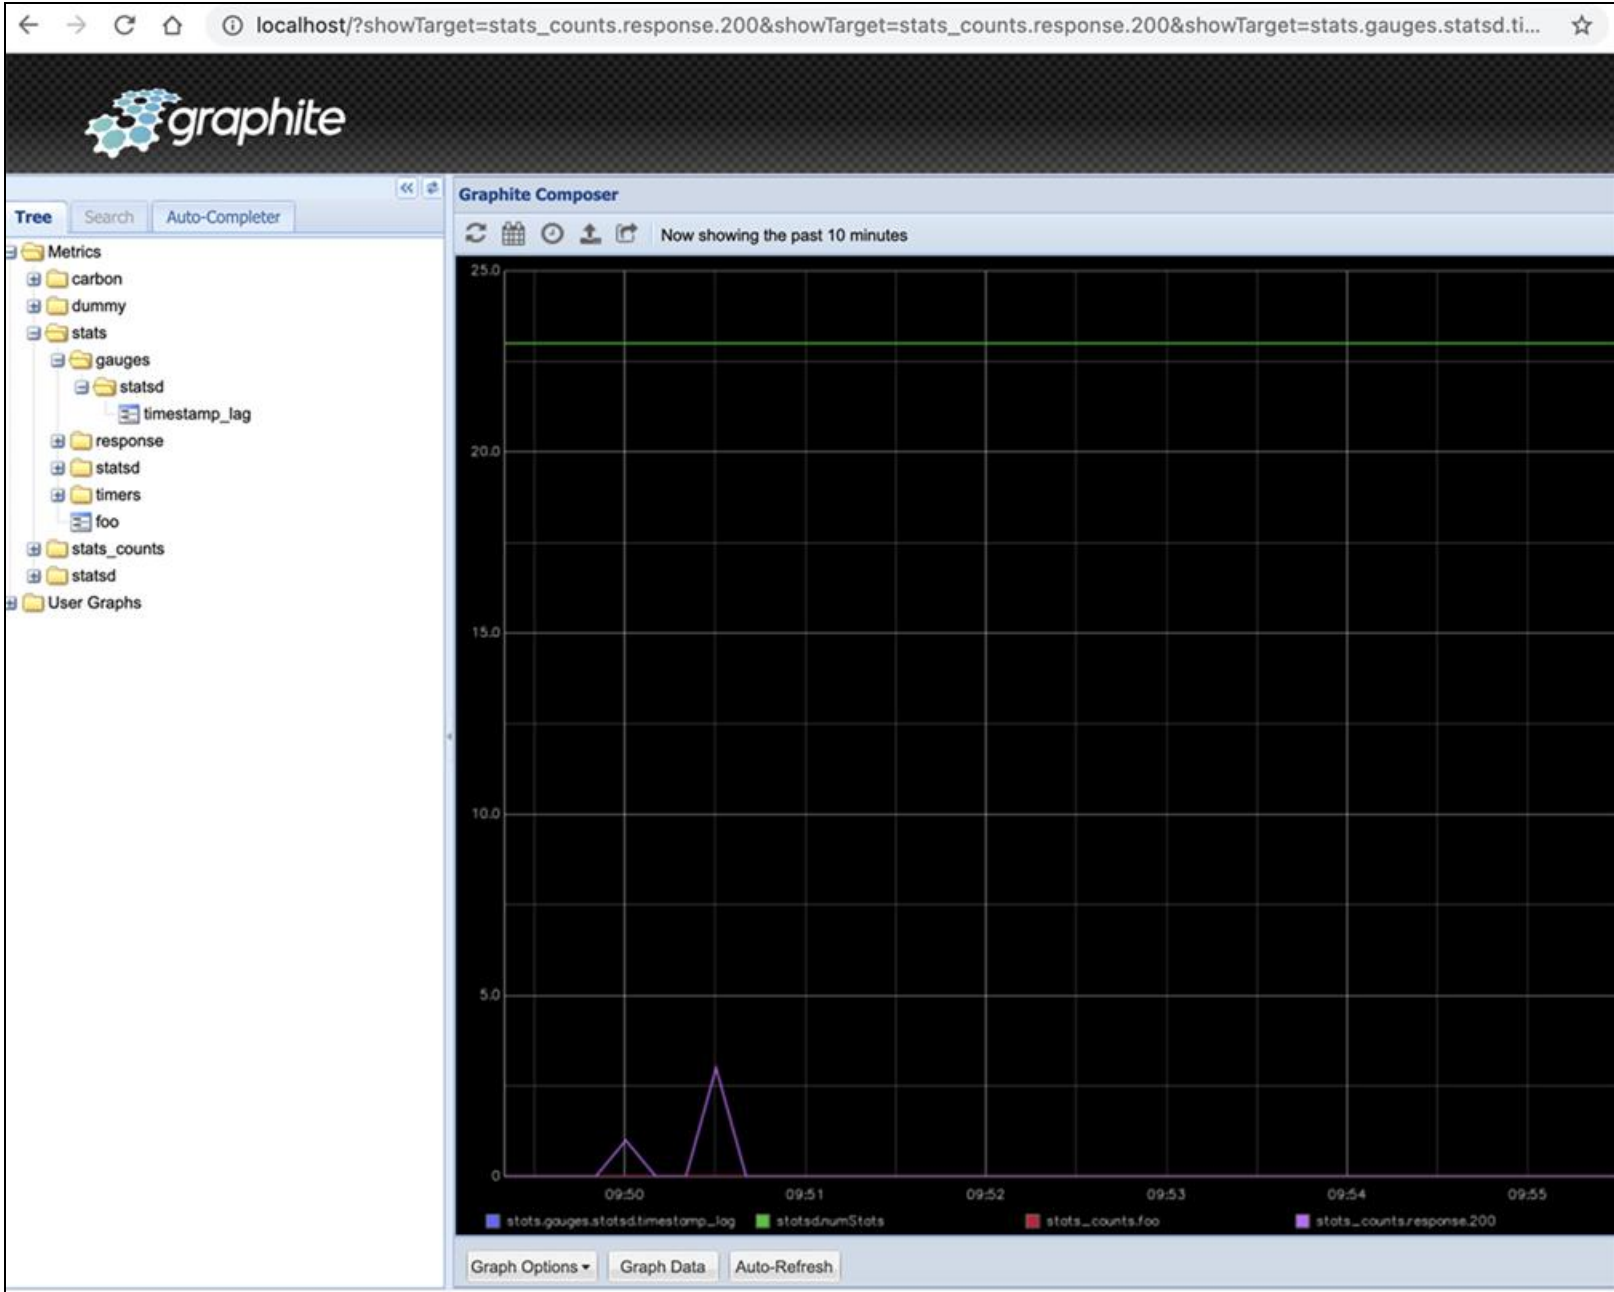 localhost/?showTarget=stats_counts.response.200&showTarget=stats_counts.response.200&showTarget=stats.gauges.statsd.ti...
graphite
Tree Search Auto-Completer
Metrics
carbon
dummy
stats
gauges
statsd
timestamp_lag
response
statsd
timers
foo
stats_counts
statsd
User Graphs
Graphite Composer
Now showing the past 10 minutes
25.0
20.0
15.0
10.0
5.0
0
09:50 09:51 09:52 09:53 09:54 09:55
stats.gauges.statsd.timestamp_lag statsd.numStats stats_counts.foo stats_counts.response.200
Graph Options Graph Data Auto-Refresh